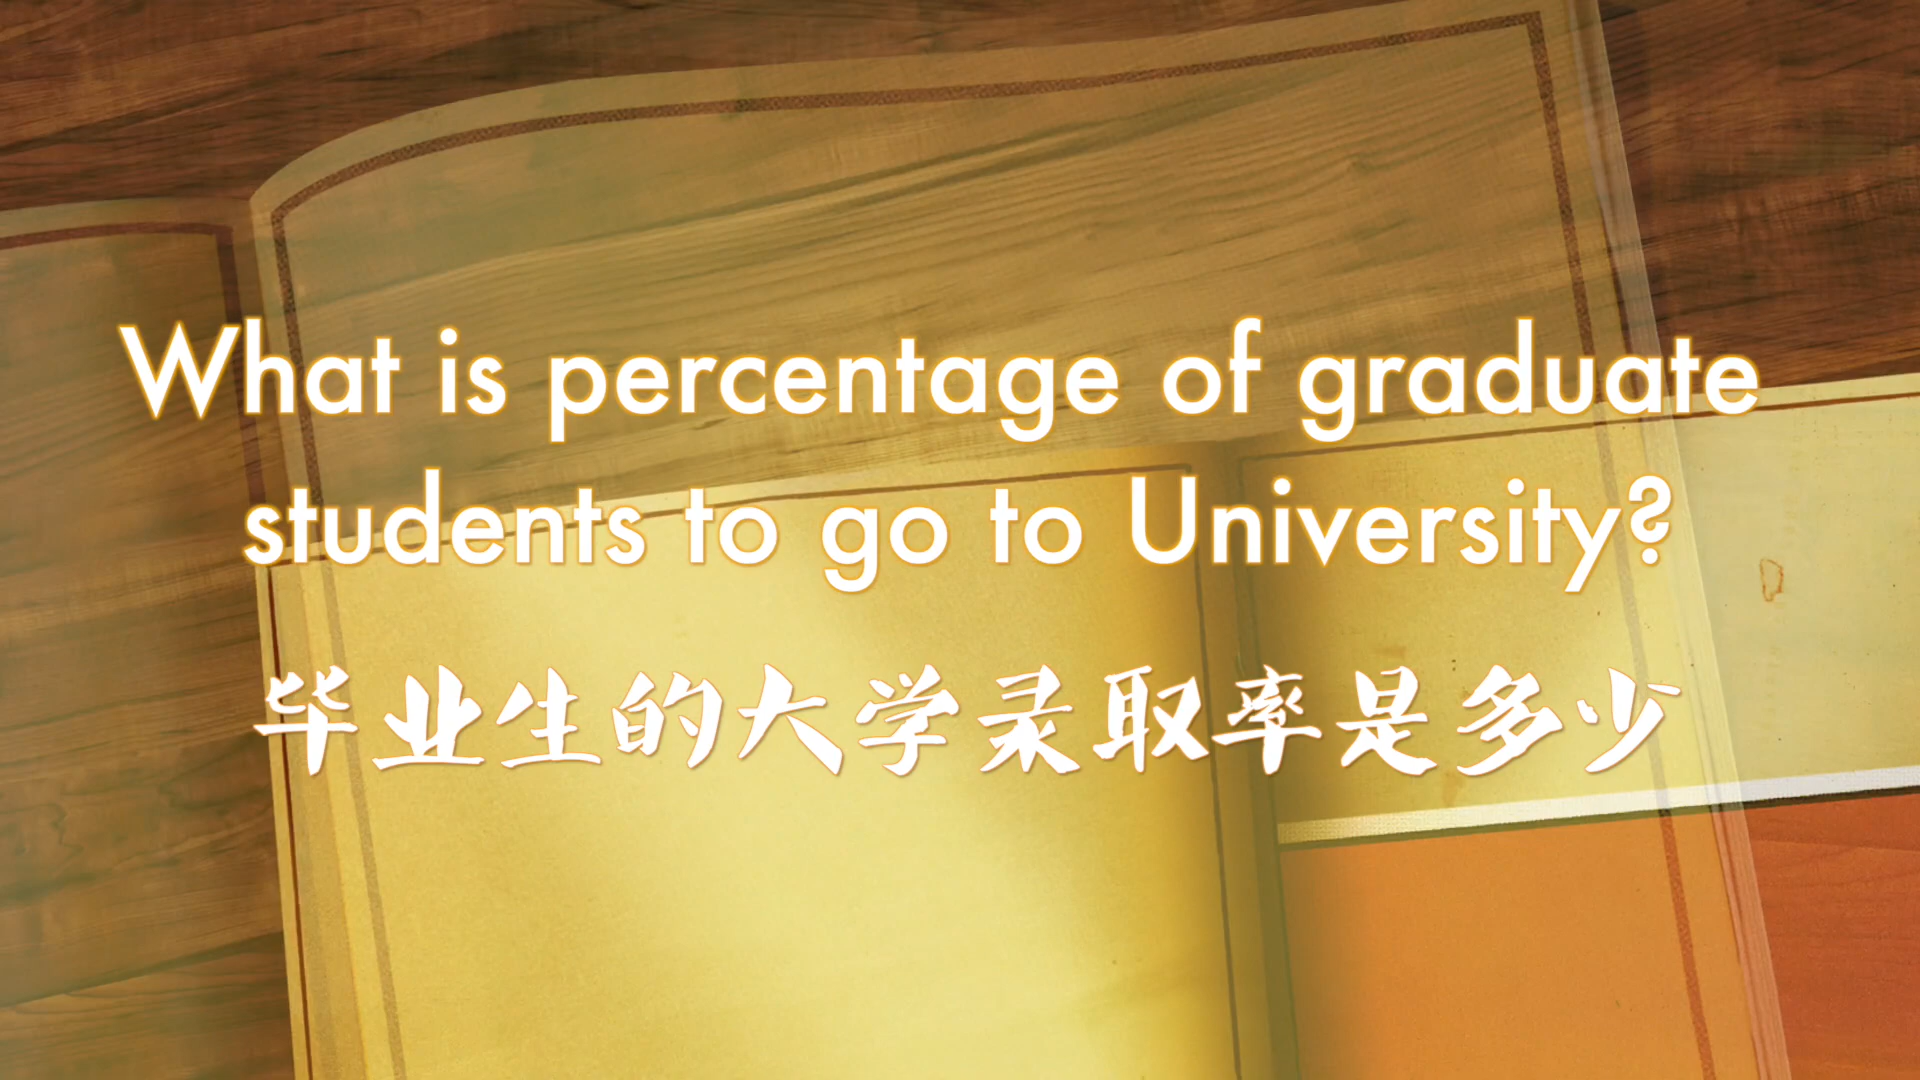 What is percentage of graduate
students to go to University?
毕业生的大学录取率是多少